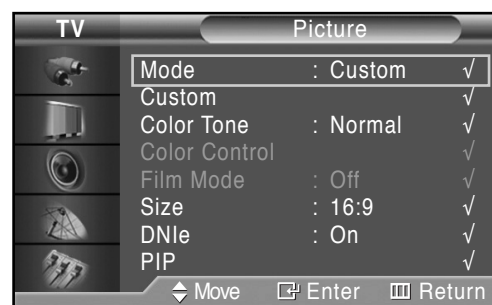 TV Picture
Mode : Custom √
Custom √
Color Tone : Normal √
Color Control √
Film Mode : Off √
Size : 16:9 √
DNIe : On √
PIP √
Move Enter Return